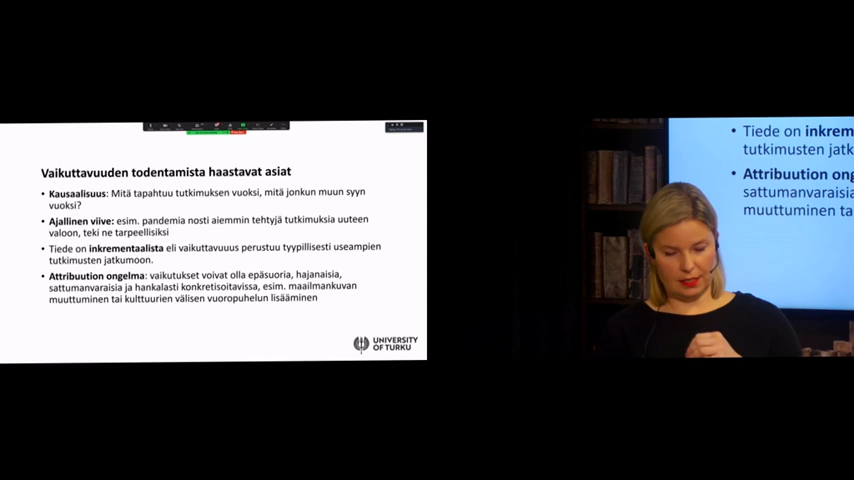 Vaikuttavuuden todentamista haastavat asiat
• Kausaalisuus: Mitä tapahtuu tutkimuksen vuoksi, mitä jonkun muun syyn
vuoksi?
• Ajallinen viive: esim. pandemia nosti aiemmin tehtyjä tutkimuksia uuteen
valoon, teki ne tarpeellisiksi
• Tiede on inkrementaalista eli vaikuttavuuus perustuu tyypillisesti useampien
tutkimusten jatkumoon.
• Attribuution ongelma: vaikutukset voivat olla epäsuoria, hajanaisia,
sattumanvaraisia ja hankalasti konkretisoitavissa, esim. maailmankuvan
muuttuminen tai kulttuurien välisen vuoropuhelun lisääminen
UNIVERSITY
OF TURKU
• Tiede on inkrem
tutkimusten jatk
• Attribuution ong
sattumanvaraisia
muuttuminen ta